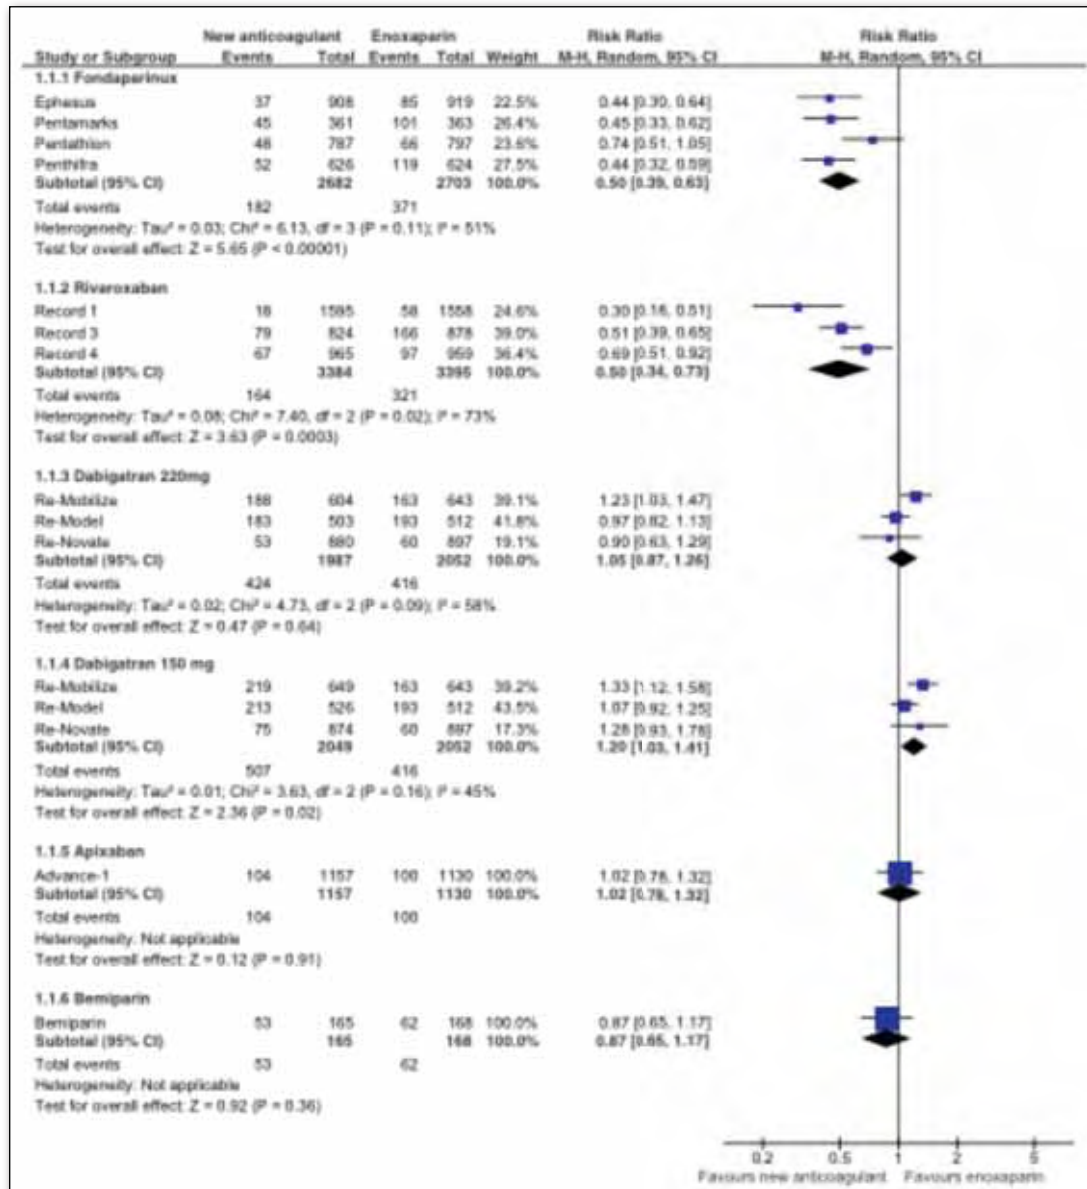 New anticoagulant Enoxaparin Risk Ratio Risk Ratio
Study or Subgroup Events Total Events Total Weight M-H, Random, 95% CI M-H, Random, 95% CI
1.1.1 Fondaparinux
Ephesus 37 908 85 919 22.5% 0.44 [0.30, 0.64]
Pentamarks 45 361 101 363 26.4% 0.45 [0.33, 0.62]
Pentathlon 48 787 66 797 23.6% 0.74 [0.51, 1.05]
Penthifra 52 626 119 624 27.5% 0.44 [0.32, 0.59]
Subtotal (95% CI) 2682 2703 100.0% 0.50 [0.39, 0.63]
Total events 182 371
Heterogeneity: Tau² = 0.03; Chi² = 6.13, df = 3 (P = 0.11); I² = 51%
Test for overall effect: Z = 5.65 (P < 0.00001)
1.1.2 Rivaroxaban
Record 1 18 1595 58 1558 24.6% 0.30 [0.18, 0.51]
Record 3 79 824 166 878 39.0% 0.51 [0.39, 0.65]
Record 4 67 965 97 959 36.4% 0.69 [0.51, 0.92]
Subtotal (95% CI) 3384 3395 100.0% 0.50 [0.34, 0.73]
Total events 164 321
Heterogeneity: Tau² = 0.08; Chi² = 7.40, df = 2 (P = 0.02); I² = 73%
Test for overall effect: Z = 3.63 (P = 0.0003)
1.1.3 Dabigatran 220mg
Re-Mobilize 188 604 163 643 39.1% 1.23 [1.03, 1.47]
Re-Model 183 503 193 512 41.8% 0.97 [0.82, 1.13]
Re-Novate 53 880 60 897 19.1% 0.90 [0.63, 1.29]
Subtotal (95% CI) 1987 2052 100.0% 1.05 [0.87, 1.26]
Total events 424 416
Heterogeneity: Tau² = 0.02; Chi² = 4.73, df = 2 (P = 0.09); I² = 58%
Test for overall effect: Z = 0.47 (P = 0.64)
1.1.4 Dabigatran 150 mg
Re-Mobilize 219 649 163 643 39.2% 1.33 [1.12, 1.58]
Re-Model 213 526 193 512 43.5% 1.07 [0.92, 1.25]
Re-Novate 75 874 60 897 17.3% 1.28 [0.93, 1.78]
Subtotal (95% CI) 2049 2052 100.0% 1.20 [1.03, 1.41]
Total events 507 416
Heterogeneity: Tau² = 0.01; Chi² = 3.63, df = 2 (P = 0.16); I² = 45%
Test for overall effect: Z = 2.36 (P = 0.02)
1.1.5 Apixaban
Advance-1 104 1157 100 1130 100.0% 1.02 [0.78, 1.32]
Subtotal (95% CI) 1157 1130 100.0% 1.02 [0.78, 1.32]
Total events 104 100
Heterogeneity: Not applicable
Test for overall effect: Z = 0.12 (P = 0.91)
1.1.6 Bemiparin
Bemiparin 53 165 62 168 100.0% 0.87 [0.65, 1.17]
Subtotal (95% CI) 165 168 100.0% 0.87 [0.65, 1.17]
Total events 53 62
Heterogeneity: Not applicable
Test for overall effect: Z = 0.92 (P = 0.36)
0.2 0.5 1 2 5
Favours new anticoagulant Favours enoxaparin